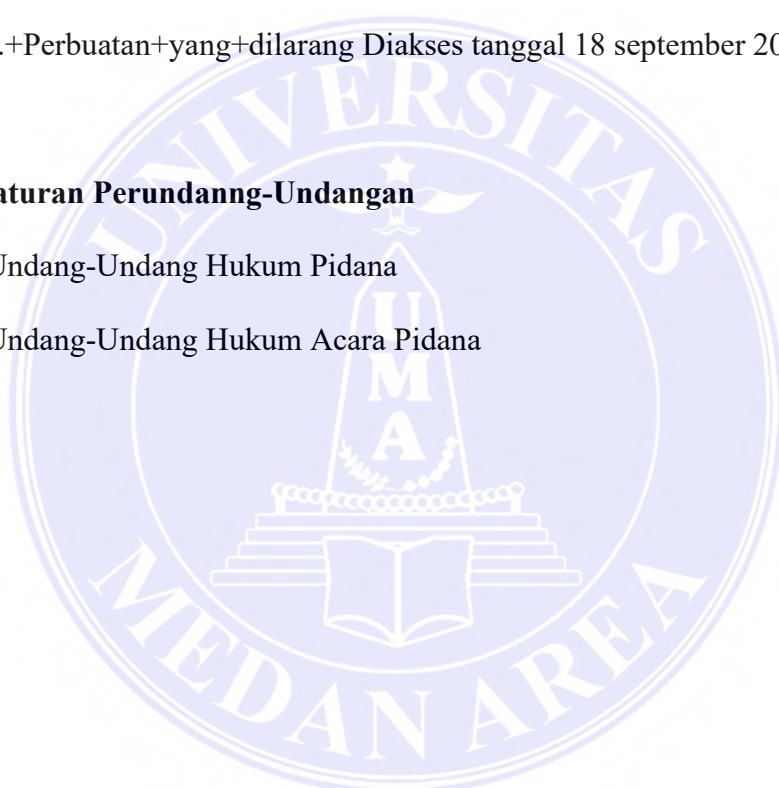 .+Perbuatan+yang+dilarang Diakses tanggal 18 september 20
aturan Perundanng-Undangan
Undang-Undang Hukum Pidana
Undang-Undang Hukum Acara Pidana
UNIVERSITAS
U
M
A
MEDAN AREA